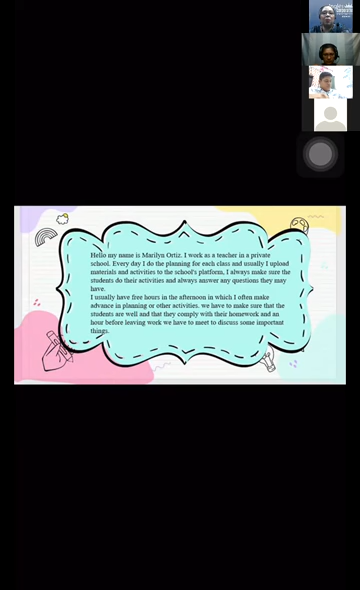 Hello my name is Marilyn Ortiz. I work as a teacher in a private
school. Every day I do the planning for each class and usually I upload
materials and activities to the school's platform, I always make sure the
students do their activities and always answer any questions they may
have.
I usually have free hours in the afternoon in which I often make
advance in planning or other activities. we have to make sure that the
students are well and that they comply with their homework and an
hour before leaving work we have to meet to discuss some important
things.